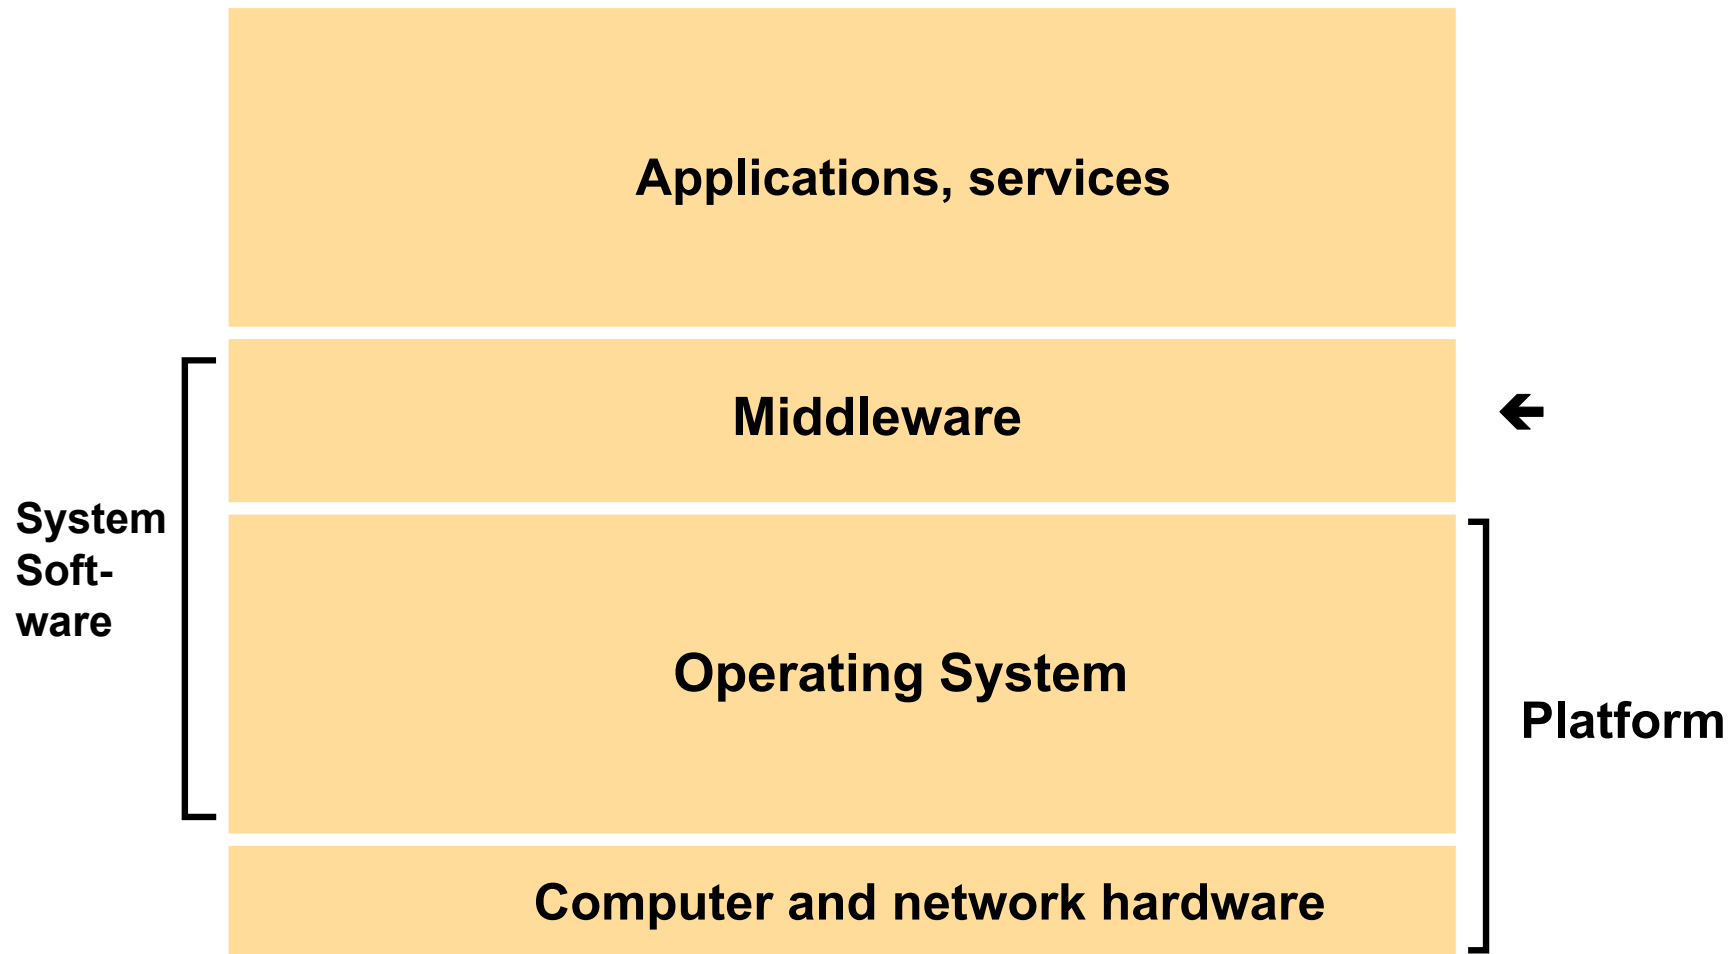 Applications, services
Middleware
System
Soft-
ware
Operating System
Platform
Computer and network hardware